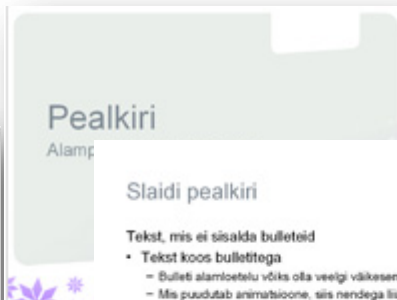 Pealkiri
Alamp
Slaidi pealkiri
Tekst, mis ei sisalda bulleteid
• Tekst koos bulletitega
– Bulleti alamloetelu võiks olla veelgi väiksem
– Mis puudutab animatsioone, siis nendega lii